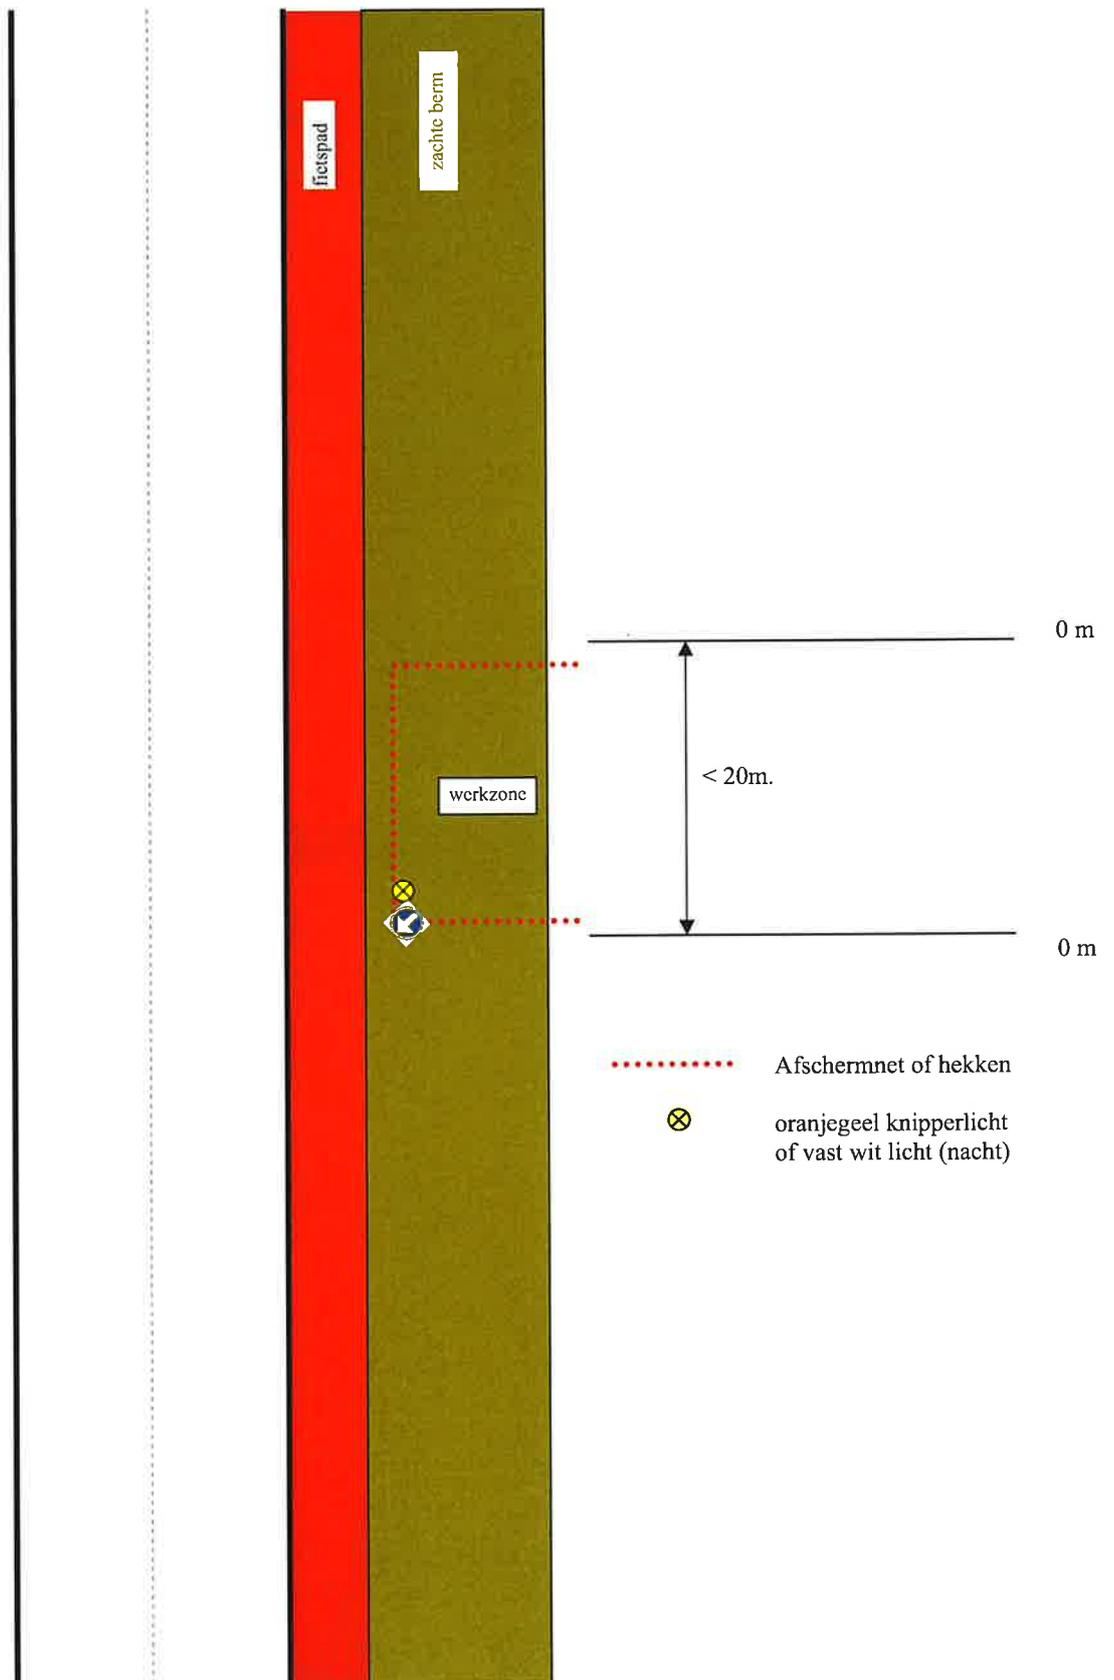 fietspad
zachte berm
0 m
< 20m.
werkzone
0 m
Afschermnet of hekken
oranjegeel knipperlicht
of vast wit licht (nacht)